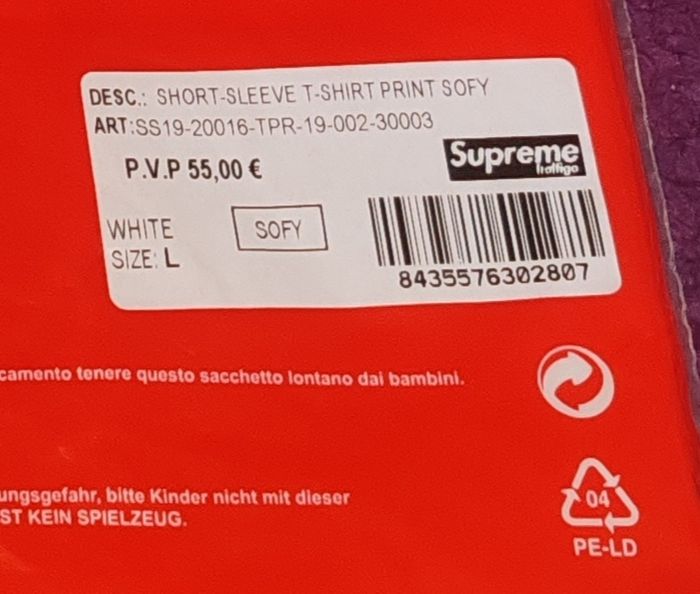 DESC.: SHORT-SLEEVE T-SHIRT PRINT SOFY
ART:SS19-20016-TPR-19-002-30003
P.V.P 55,00 €
Supreme
Italfigo
WHITE
SOFY
SIZE: L
8435576302807
camento tenere questo sacchetto lontano dai bambini.
ungsgefahr, bitte Kinder nicht mit dieser
ST KEIN SPIELZEUG.
04
PE-LD